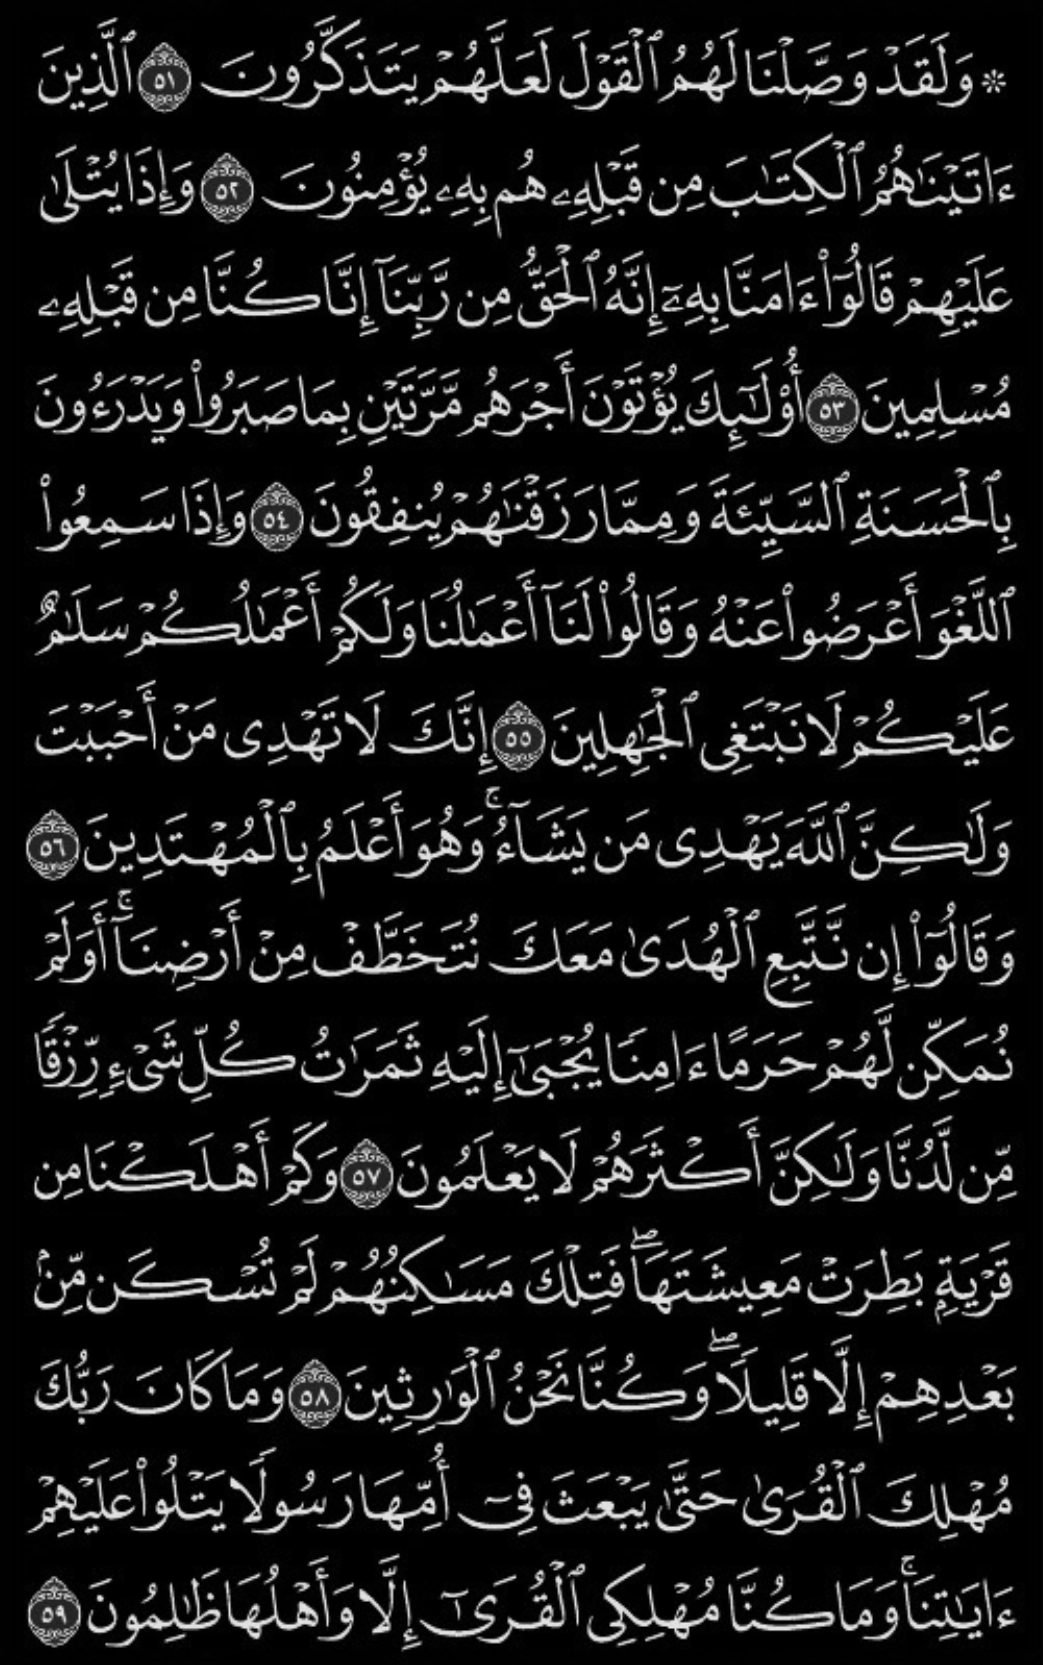 ۞ وَلَقَدْ وَصَّلْنَا لَهُمُ ٱلْقَوْلَ لَعَلَّهُمْ يَتَذَكَّرُونَ ٥١ ٱلَّذِينَ
ءَاتَيْنَٰهُمُ ٱلْكِتَٰبَ مِن قَبْلِهِۦ هُم بِهِۦ يُؤْمِنُونَ ٥٢ وَإِذَا يُتْلَىٰ
عَلَيْهِمْ قَالُوٓا۟ ءَامَنَّا بِهِۦٓ إِنَّهُ ٱلْحَقُّ مِن رَّبِّنَآ إِنَّا كُنَّا مِن قَبْلِهِۦ
مُسْلِمِينَ ٥٣ أُو۟لَٰٓئِكَ يُؤْتَوْنَ أَجْرَهُم مَّرَّتَيْنِ بِمَا صَبَرُوا۟ وَيَدْرَءُونَ
بِٱلْحَسَنَةِ ٱلسَّيِّئَةَ وَمِمَّا رَزَقْنَٰهُمْ يُنفِقُونَ ٥٤ وَإِذَا سَمِعُوا۟
ٱللَّغْوَ أَعْرَضُوا۟ عَنْهُ وَقَالُوا۟ لَنَآ أَعْمَٰلُنَا وَلَكُمْ أَعْمَٰلُكُمْ سَلَٰمٌ
عَلَيْكُمْ لَا نَبْتَغِى ٱلْجَٰهِلِينَ ٥٥ إِنَّكَ لَا تَهْدِى مَنْ أَحْبَبْتَ
وَلَٰكِنَّ ٱللَّهَ يَهْدِى مَن يَشَآءُ ۚ وَهُوَ أَعْلَمُ بِٱلْمُهْتَدِينَ ٥٦
وَقَالُوٓا۟ إِن نَّتَّبِعِ ٱلْهُدَىٰ مَعَكَ نُتَخَطَّفْ مِنْ أَرْضِنَآ ۚ أَوَلَمْ
نُمَكِّن لَّهُمْ حَرَمًا ءَامِنًا يُجْبَىٰٓ إِلَيْهِ ثَمَرَٰتُ كُلِّ شَىْءٍ رِّزْقًا
مِّن لَّدُنَّا وَلَٰكِنَّ أَكْثَرَهُمْ لَا يَعْلَمُونَ ٥٧ وَكَمْ أَهْلَكْنَا مِن
قَرْيَةٍۭ بَطِرَتْ مَعِيشَتَهَا ۖ فَتِلْكَ مَسَٰكِنُهُمْ لَمْ تُسْكَن مِّنۢ
بَعْدِهِمْ إِلَّا قَلِيلًا ۖ وَكُنَّا نَحْنُ ٱلْوَٰرِثِينَ ٥٨ وَمَا كَانَ رَبُّكَ
مُهْلِكَ ٱلْقُرَىٰ حَتَّىٰ يَبْعَثَ فِىٓ أُمِّهَا رَسُولًا يَتْلُوا۟ عَلَيْهِمْ
ءَايَٰتِنَا ۚ وَمَا كُنَّا مُهْلِكِى ٱلْقُرَىٰٓ إِلَّا وَأَهْلُهَا ظَٰلِمُونَ ٥٩